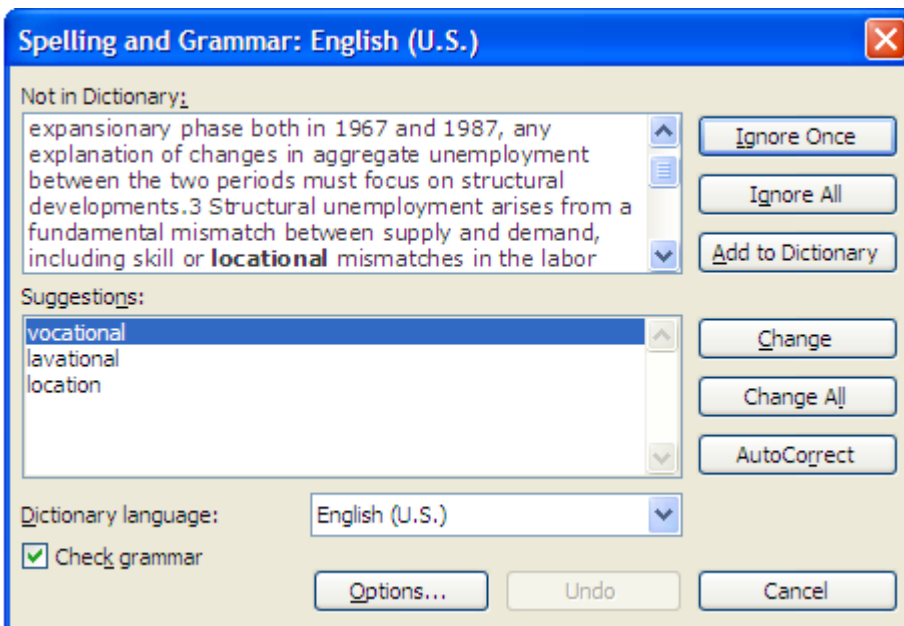 Spelling and Grammar: English (U.S.)
Not in Dictionary:
expansionary phase both in 1967 and 1987, any
explanation of changes in aggregate unemployment
between the two periods must focus on structural
developments.3 Structural unemployment arises from a
fundamental mismatch between supply and demand,
including skill or locational mismatches in the labor
Ignore Once
Ignore All
Add to Dictionary
Suggestions:
vocational
lavational
location
Change
Change All
AutoCorrect
Dictionary language:
English (U.S.)
Check grammar
Options...
Undo
Cancel